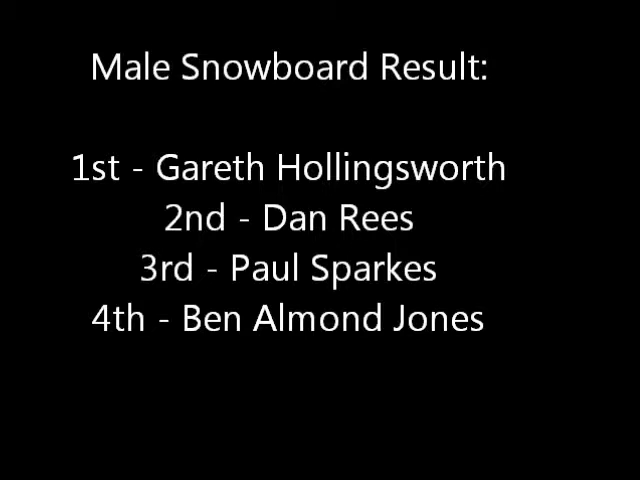 Male Snowboard Result:
1st - Gareth Hollingsworth
2nd - Dan Rees
3rd - Paul Sparkes
4th - Ben Almond Jones